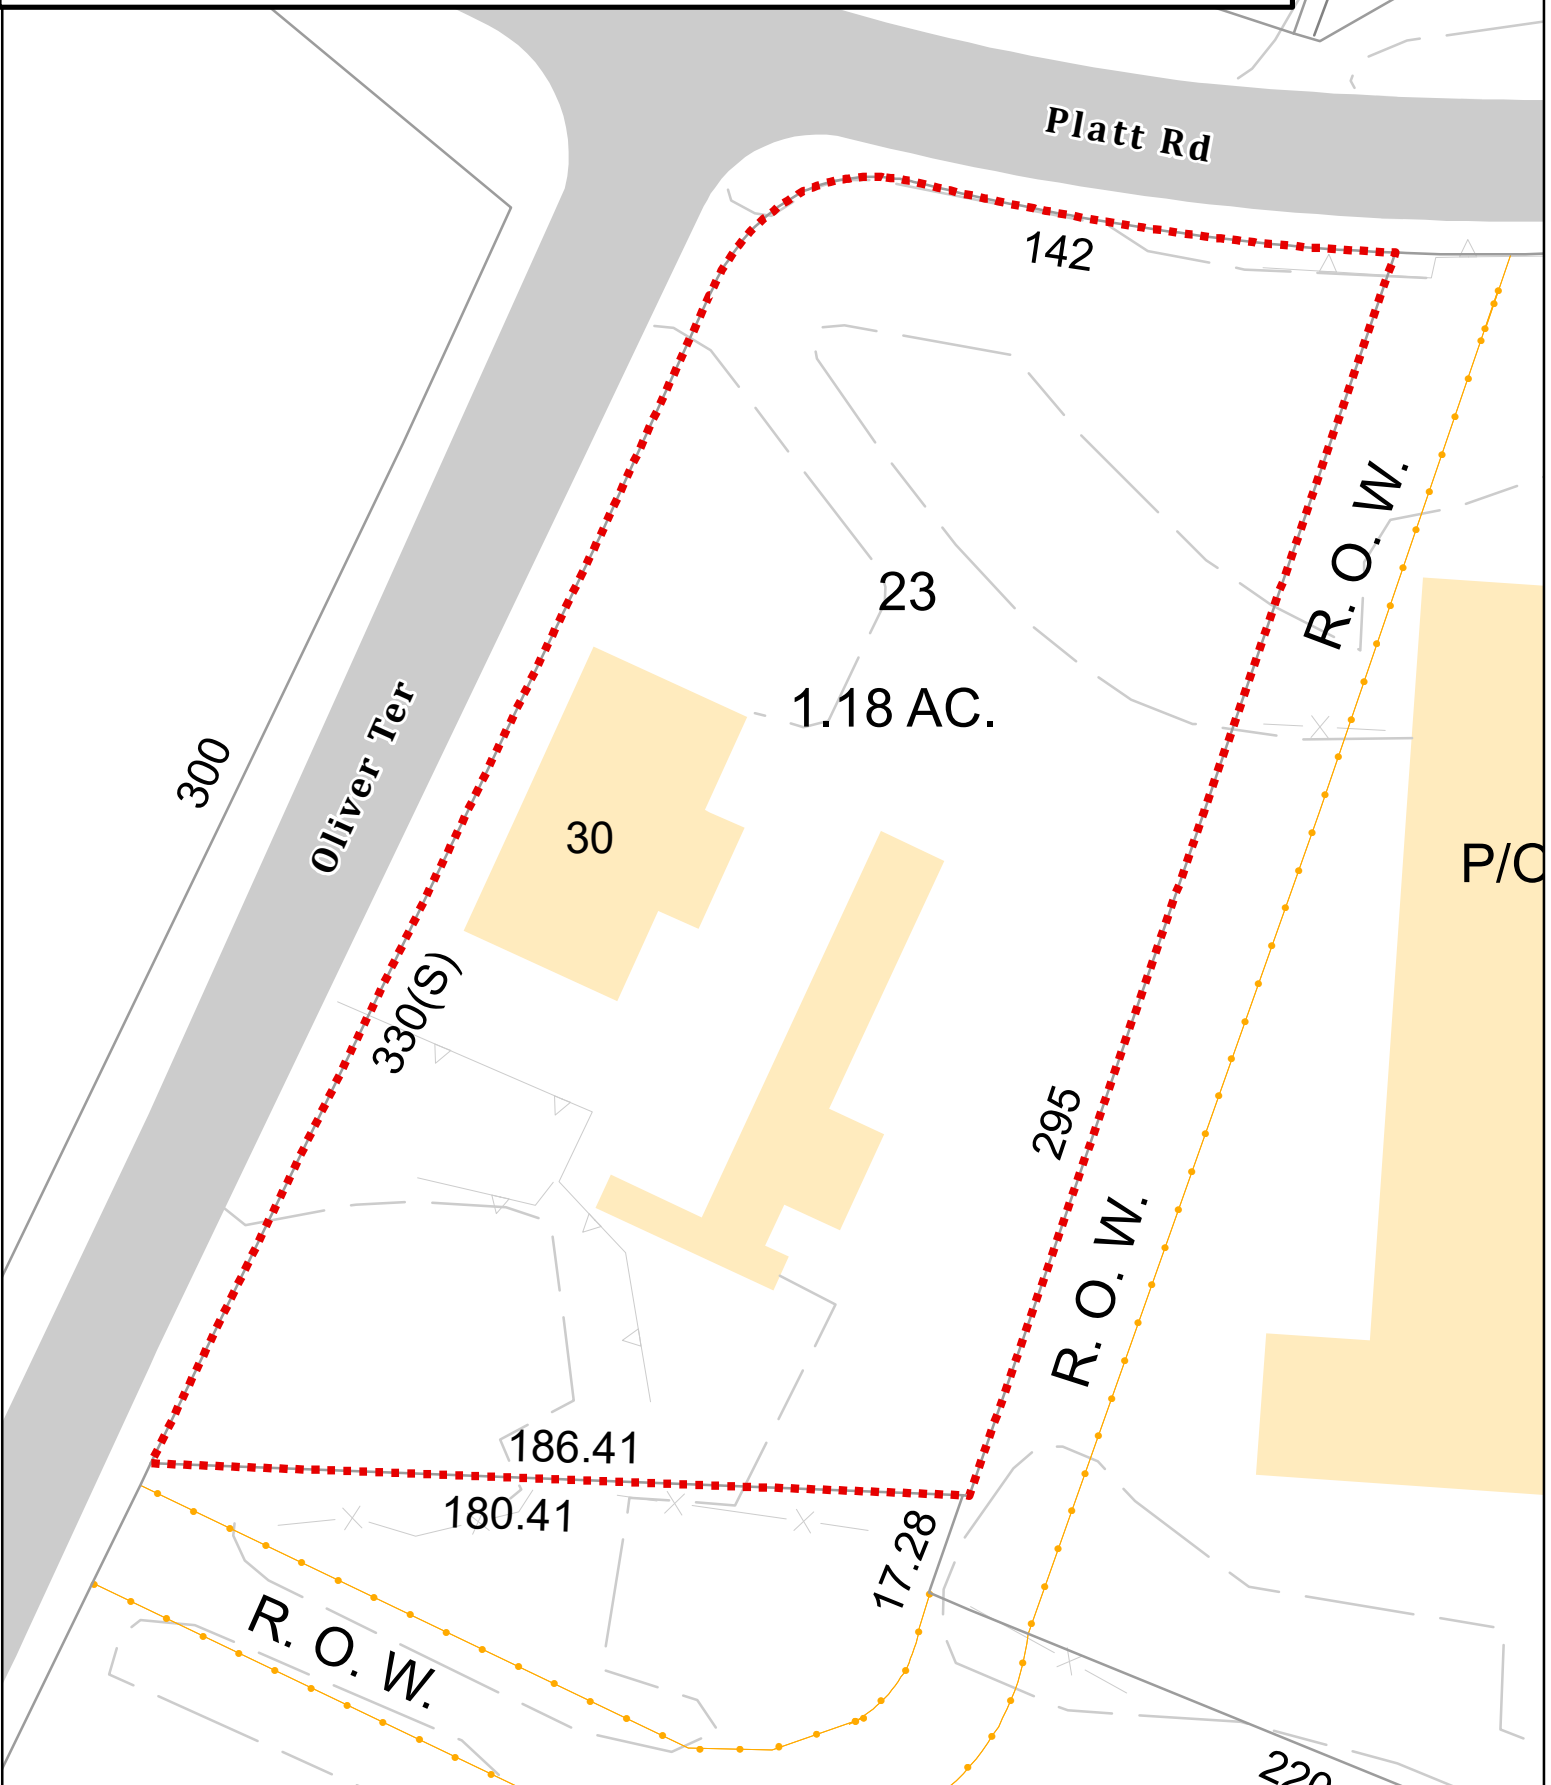 Platt Rd
142
R. O. W.
23
1.18 AC.
Oliver Ter
300
30
P/O
330(S)
295
R. O. W.
186.41
180.41
17.28
R. O. W.
220